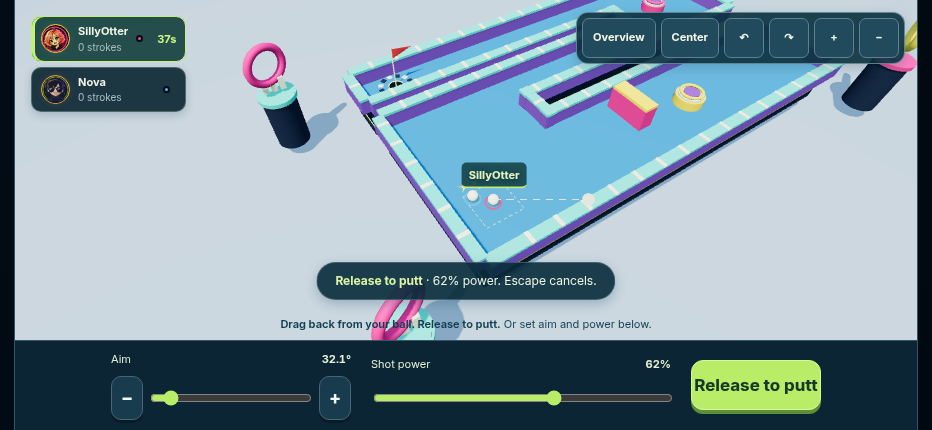 SillyOtter
0 strokes
37s
Nova
0 strokes
Overview
Center
↶
↷
+
−
SillyOtter
Release to putt · 62% power. Escape cancels.
Drag back from your ball. Release to putt. Or set aim and power below.
Aim
32.1°
−
+
Shot power
62%
Release to putt